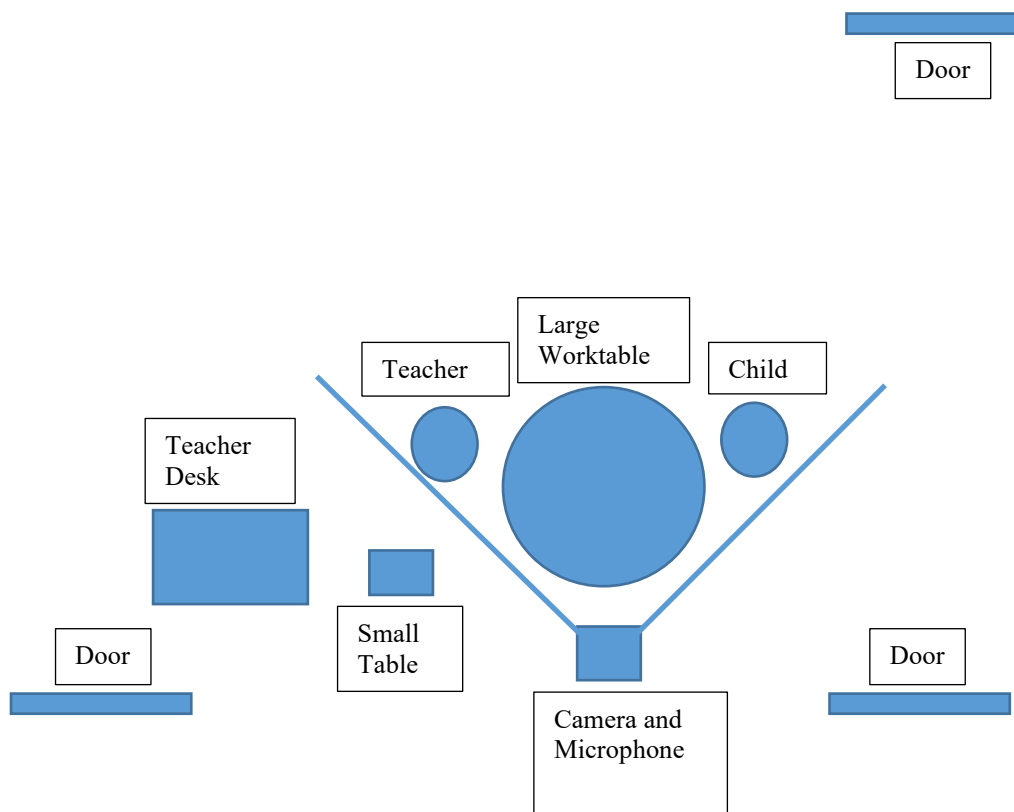 Door
Large
Worktable
Teacher
Child
Teacher
Desk
Small
Table
Door
Door
Camera and
Microphone